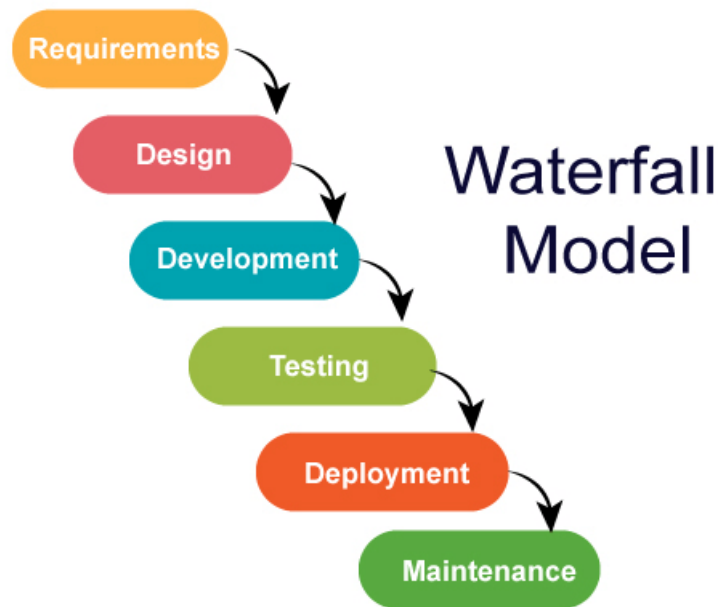 Requirements
Design
Waterfall
Model
Development
Testing
Deployment
Maintenance